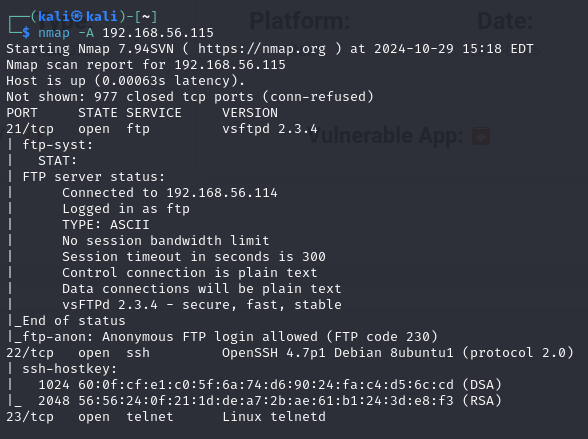 ┌──(kali㉿kali)-[~]
Platform: Date:
└─$ nmap -A 192.168.56.115
Starting Nmap 7.94SVN ( https://nmap.org ) at 2024-10-29 15:18 EDT
Nmap scan report for 192.168.56.115
Host is up (0.00063s latency).
Not shown: 977 closed tcp ports (conn-refused)
PORT     STATE SERVICE     VERSION
21/tcp   open  ftp         vsftpd 2.3.4
Vulnerable App:
| ftp-syst:
|   STAT:
| FTP server status:
|      Connected to 192.168.56.114
|      Logged in as ftp
|      TYPE: ASCII
|      No session bandwidth limit
|      Session timeout in seconds is 300
|      Control connection is plain text
|      Data connections will be plain text
|      vsFTPd 2.3.4 - secure, fast, stable
|_End of status
|_ftp-anon: Anonymous FTP login allowed (FTP code 230)
22/tcp   open  ssh         OpenSSH 4.7p1 Debian 8ubuntu1 (protocol 2.0)
| ssh-hostkey:
|   1024 60:0f:cf:e1:c0:5f:6a:74:d6:90:24:fa:c4:d5:6c:cd (DSA)
|_  2048 56:56:24:0f:21:1d:de:a7:2b:ae:61:b1:24:3d:e8:f3 (RSA)
23/tcp   open  telnet      Linux telnetd